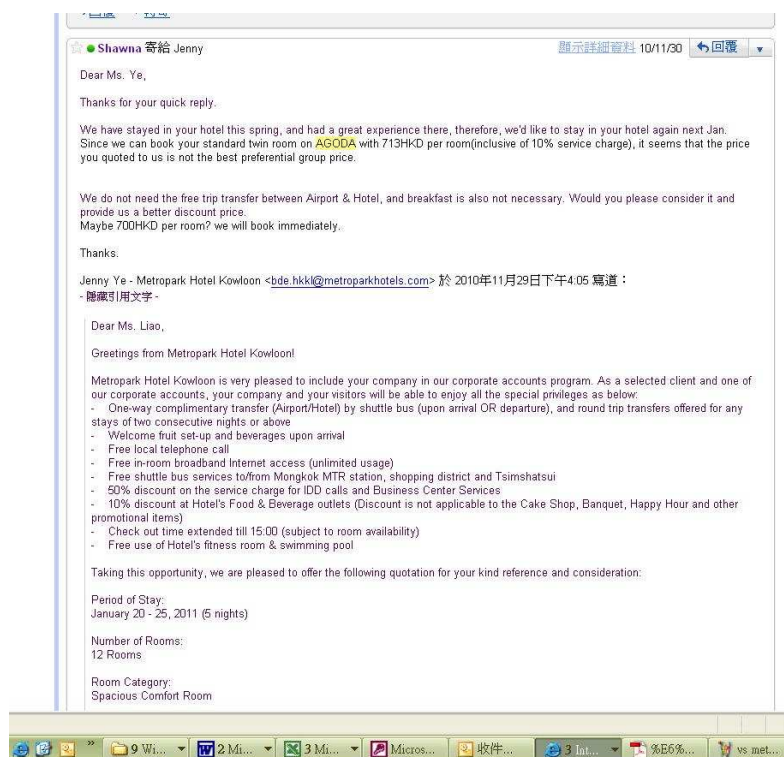 Shawna 寄給 Jenny
顯示詳細資料 10/11/30 回覆
Dear Ms. Ye,
Thanks for your quick reply.
We have stayed in your hotel this spring, and had a great experience there, therefore, we'd like to stay in your hotel again next Jan.
Since we can book your standard twin room on AGODA with 713HKD per room(inclusive of 10% service charge), it seems that the price
you quoted to us is not the best preferential group price.
We do not need the free trip transfer between Airport & Hotel, and breakfast is also not necessary. Would you please consider it and
provide us a better discount price.
Maybe 700HKD per room? we will book immediately.
Thanks.
Jenny Ye - Metropark Hotel Kowloon <bde.hkkl@metroparkhotels.com> 於 2010年11月29日下午4:05 寫道：
- 隱藏引用文字 -
Dear Ms. Liao,
Greetings from Metropark Hotel Kowloon!
Metropark Hotel Kowloon is very pleased to include your company in our corporate accounts program. As a selected client and one of
our corporate accounts, your company and your visitors will be able to enjoy all the special privileges as below:
- One-way complimentary transfer (Airport/Hotel) by shuttle bus (upon arrival OR departure), and round trip transfers offered for any
stays of two consecutive nights or above
- Welcome fruit set-up and beverages upon arrival
- Free local telephone call
- Free in-room broadband Internet access (unlimited usage)
- Free shuttle bus services to/from Mongkok MTR station, shopping district and Tsimshatsui
- 50% discount on the service charge for IDD calls and Business Center Services
- 10% discount at Hotel's Food & Beverage outlets (Discount is not applicable to the Cake Shop, Banquet, Happy Hour and other
promotional items)
- Check out time extended till 15:00 (subject to room availability)
- Free use of Hotel's fitness room & swimming pool
Taking this opportunity, we are pleased to offer the following quotation for your kind reference and consideration:
Period of Stay:
January 20 - 25, 2011 (5 nights)
Number of Rooms:
12 Rooms
Room Category:
Spacious Comfort Room
» 9 Wi... 2 Mi... 3 Mi... Micros... 收件... 3 Int... %E6%... vs met...